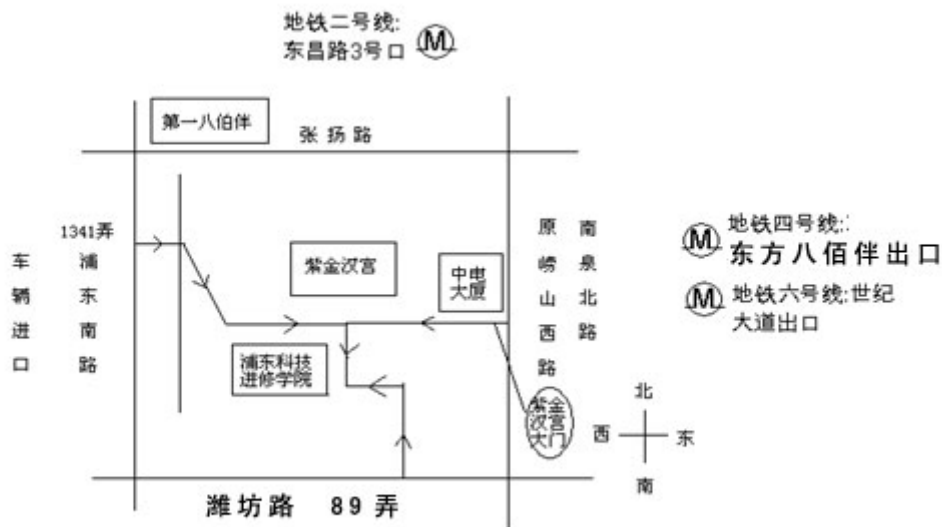 地铁二号线:
东昌路3号口
M
第一八佰伴
张扬路
1341弄
车辆进口
浦东南路
紫金汉宫
中电
大厦
原崂山西路
南泉北路
M
地铁四号线:
东方八佰伴出口
M
地铁六号线:世纪
大道出口
浦东科技
进修学院
紫金
汉宫
大门
北
西
东
南
潍坊路 89弄